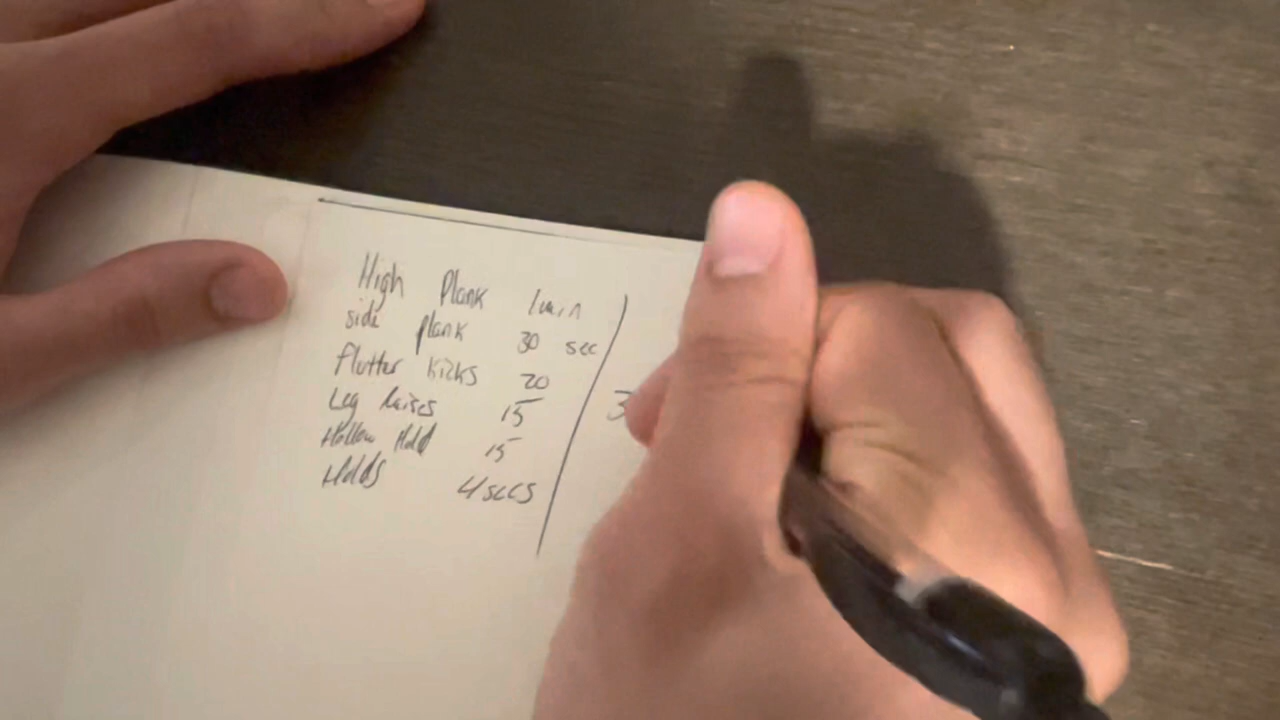 High Plank 1min
side plank 30 sec
flutter kicks 20
Leg Raises 15
3
Hollow Hold 15
Holds 4 secs